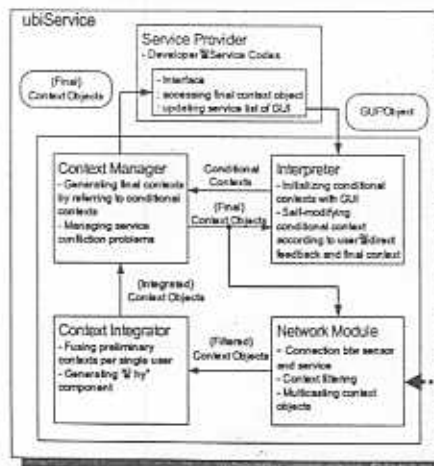 ubiService
Service Provider
- Developer's Service Codes
- Interface
: accessing final context object
: updating service list of GUI
(Final)
Context Objects
GUI Object
Context Manager
- Generating final contexts
by referring to conditional
contexts
- Managing service
confliction problems
Conditional
Contexts
(Final)
Context Objects
Interpreter
- Initializing conditional
contexts with GUI
- Self-modifying
conditional context
according to user direct
feedback and final context
(Integrated)
Context Objects
Context Integrator
- Fusing preliminary
contexts per single user
- Generating by"
component
(Filtered)
Context Objects
Network Module
- Connection btw sensor
and service
- Context filtering
- Multicasting context
objects